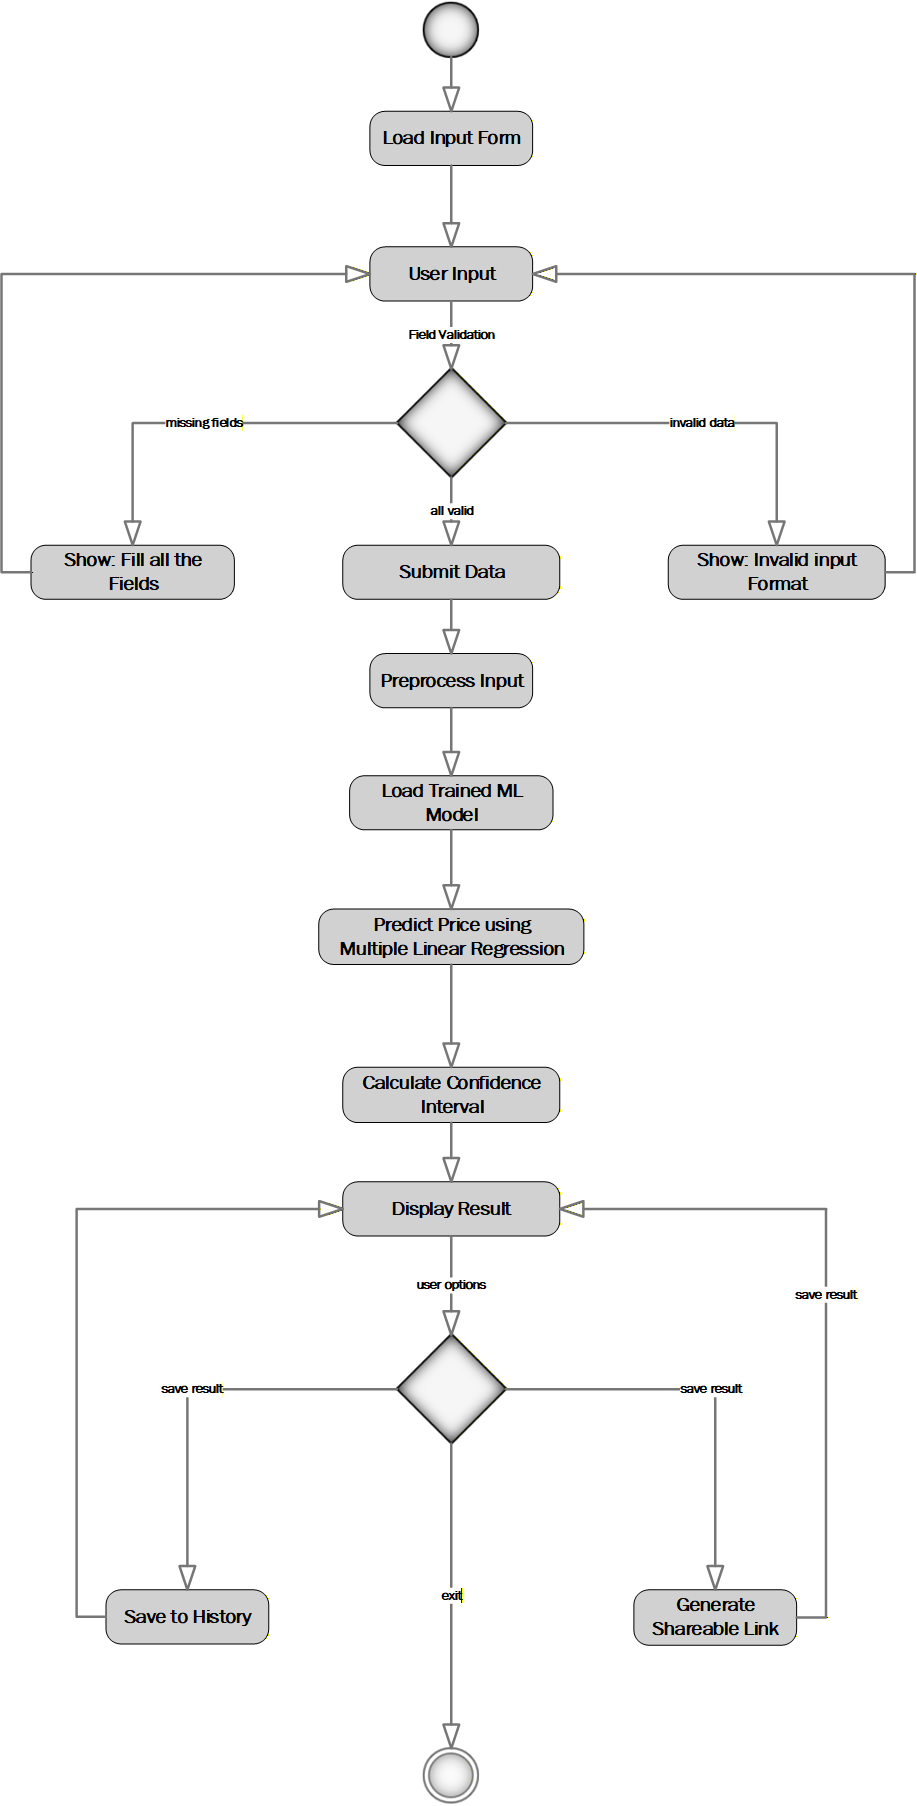 Load Input Form
User Input
Field Validation
missing fields
invalid data
all valid
Show: Fill all the
Fields
Submit Data
Show: Invalid input
Format
Preprocess Input
Load Trained ML
Model
Predict Price using
Multiple Linear Regression
Calculate Confidence
Interval
Display Result
user options
save result
save result
save result
exit
Save to History
Generate
Shareable Link